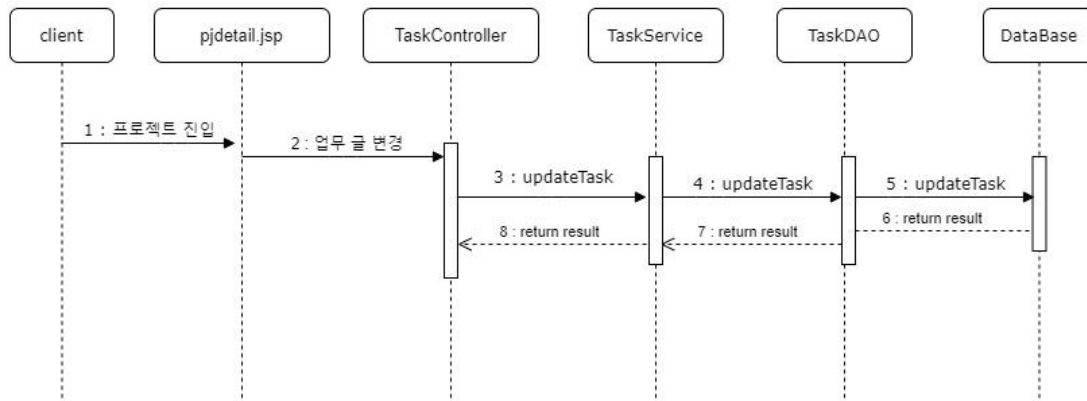 client
pjdetail.jsp
TaskController
TaskService
TaskDAO
DataBase
1 : 프로젝트 진입
2 : 업무 글 변경
3 : updateTask
4 : updateTask
5 : updateTask
6 : return result
7 : return result
8 : return result